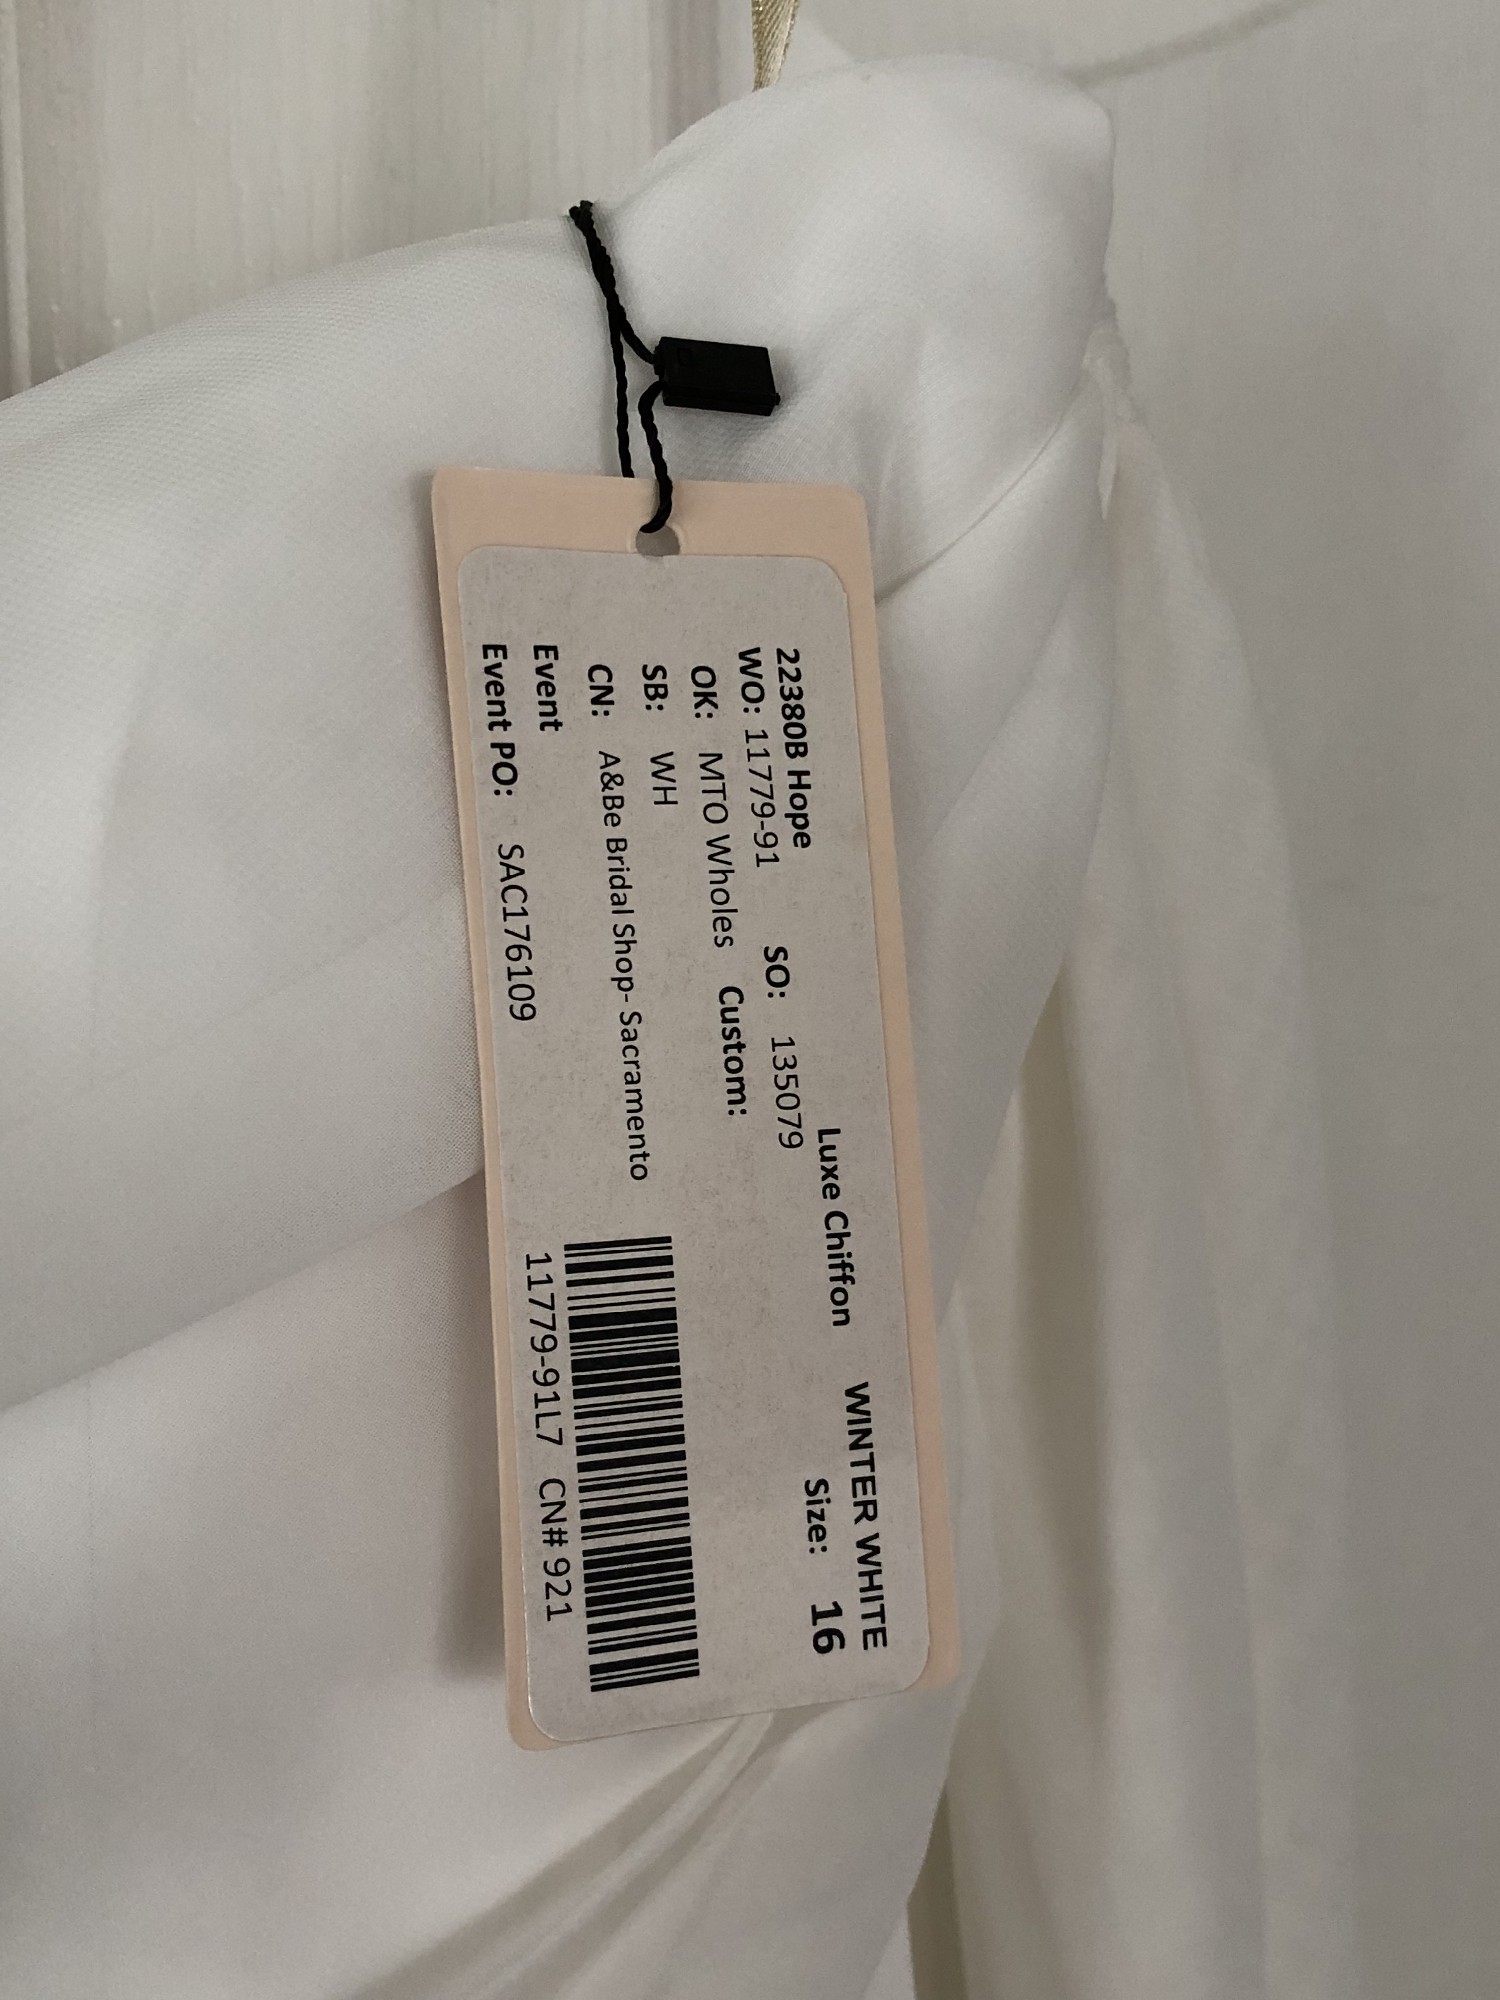 22380B Hope Luxe Chiffon WINTER WHITE
WO: 11779-91 SO: 135079 Size: 16
OK: MTO Wholes Custom:
SB: WH
CN: A&Be Bridal Shop- Sacramento
Event
Event PO: SAC176109
11779-91L7 CN# 921